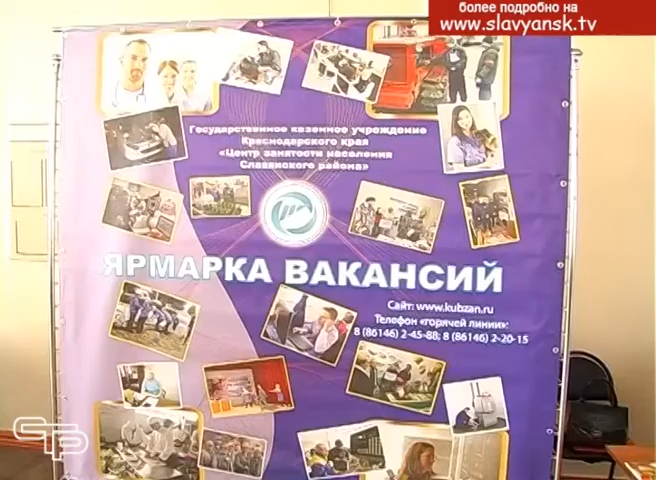 более подробно на
www.slavyansk.tv
Государственное казенное учреждение
Краснодарского края
«Центр занятости населения
Славянского района»
ЯРМАРКА ВАКАНСИЙ
Сайт: www.kubzan.ru
Телефон «горячей линии»:
8 (86146) 2-45-88; 8 (86146) 2-20-15
СТР